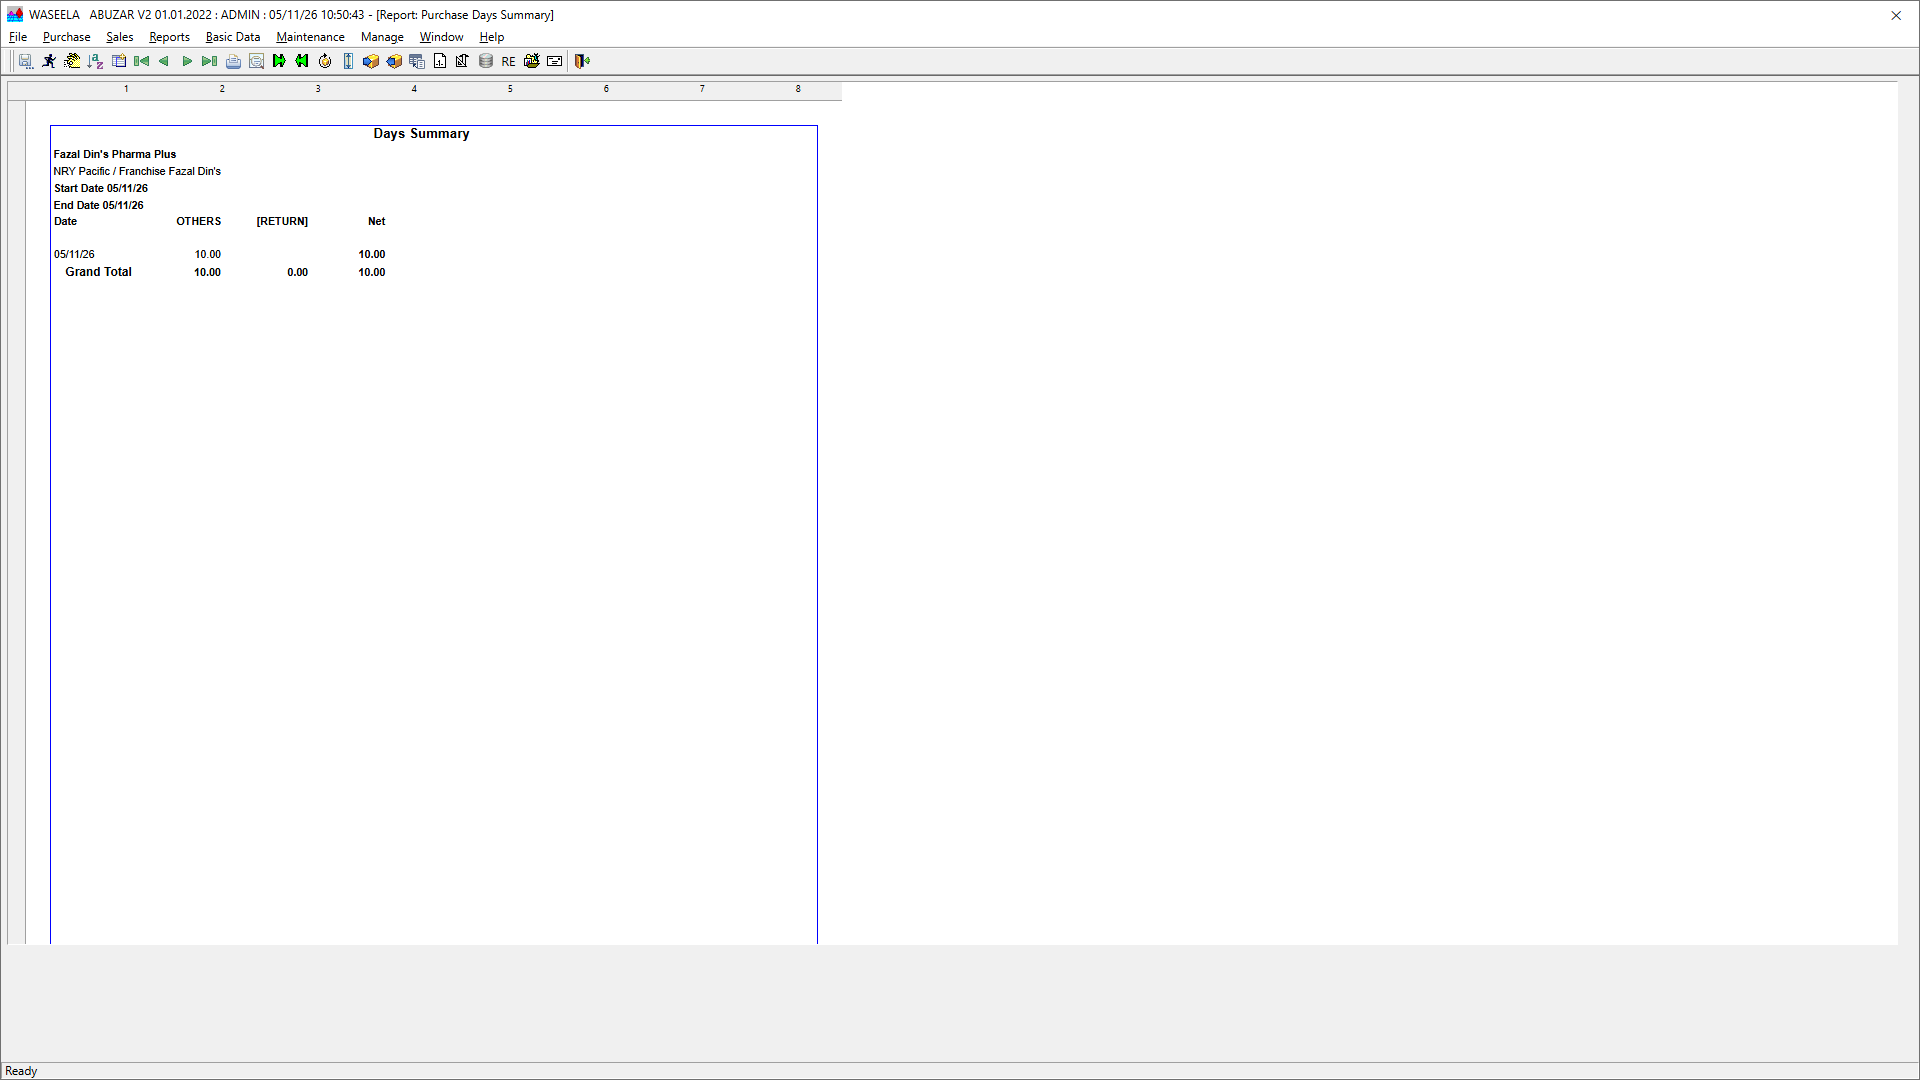 WASEELA ABUZAR V2 01.01.2022 : ADMIN : 05/11/26 10:50:43 - [Report: Purchase Days Summary]
File Purchase Sales Reports Basic Data Maintenance Manage Window Help
RE
1 2 3 4 5 6 7 8
Days Summary
Fazal Din's Pharma Plus
NRY Pacific / Franchise Fazal Din's
Start Date 05/11/26
End Date 05/11/26
Date OTHERS [RETURN] Net
05/11/26 10.00 10.00
Grand Total 10.00 0.00 10.00
Ready